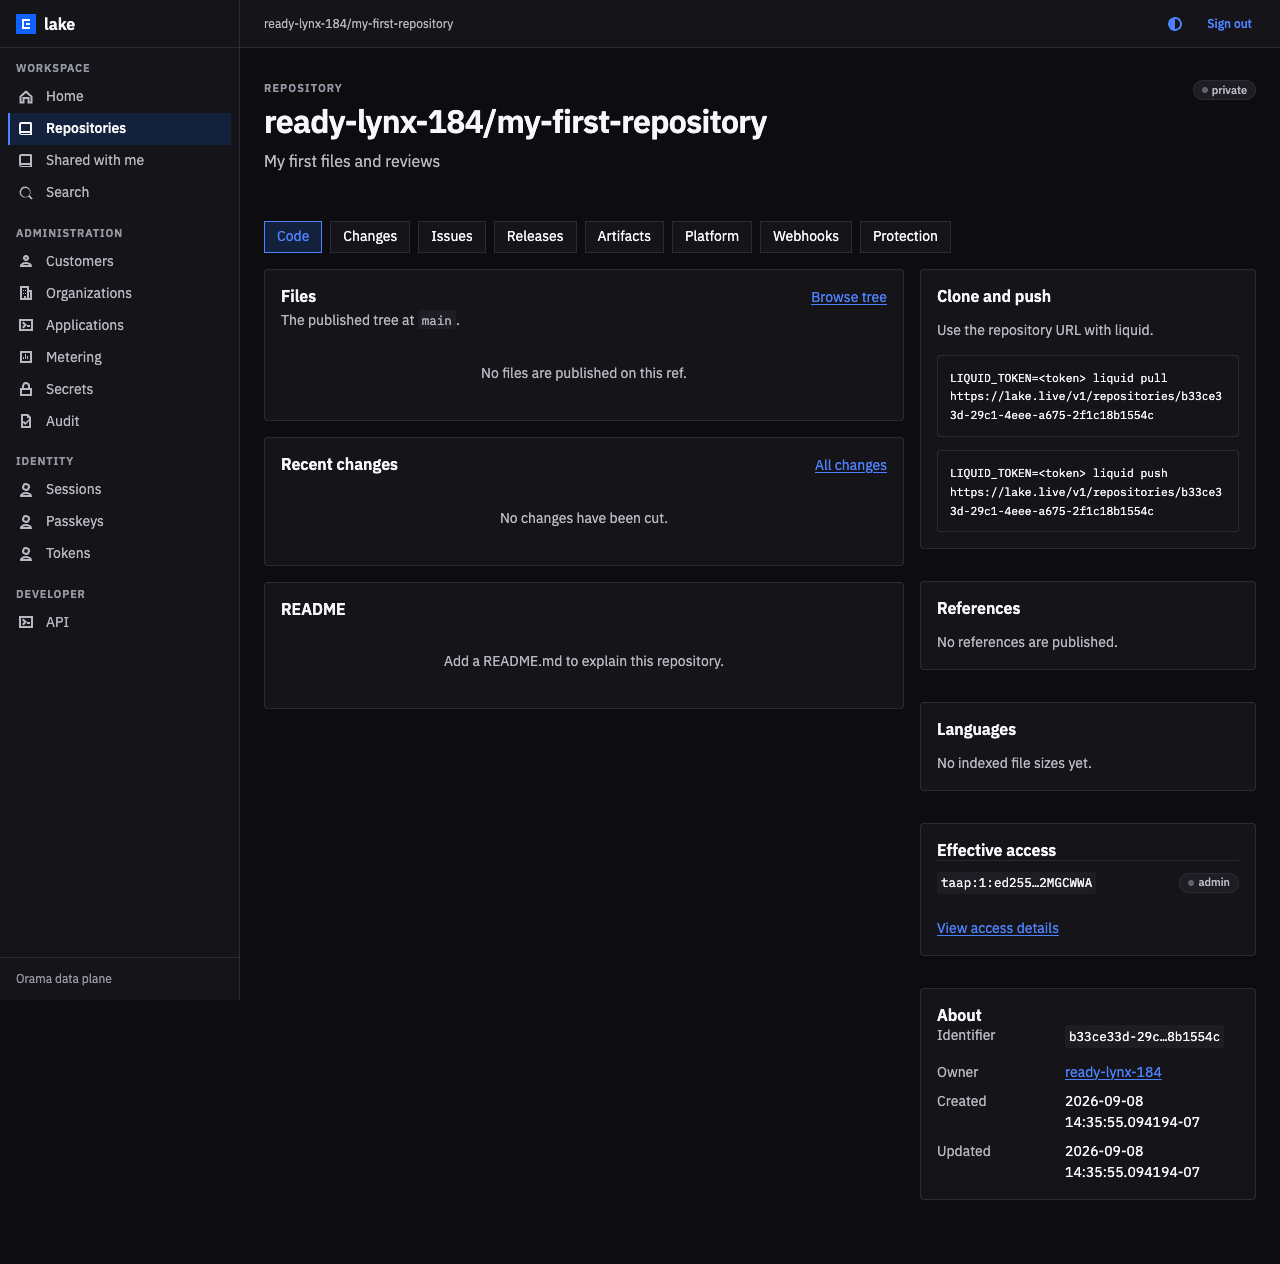 lake
WORKSPACE
Home
Repositories
Shared with me
Search
ADMINISTRATION
Customers
Organizations
Applications
Metering
Secrets
Audit
IDENTITY
Sessions
Passkeys
Tokens
DEVELOPER
API
Orama data plane
ready-lynx-184/my-first-repository
Sign out
REPOSITORY
private
ready-lynx-184/my-first-repository
My first files and reviews
Code
Changes
Issues
Releases
Artifacts
Platform
Webhooks
Protection
Files
Browse tree
The published tree at main.
No files are published on this ref.
Recent changes
All changes
No changes have been cut.
README
Add a README.md to explain this repository.
Clone and push
Use the repository URL with liquid.
LIQUID_TOKEN=<token> liquid pull
https://lake.live/v1/repositories/b33ce3
3d-29c1-4eee-a675-2f1c18b1554c
LIQUID_TOKEN=<token> liquid push
https://lake.live/v1/repositories/b33ce3
3d-29c1-4eee-a675-2f1c18b1554c
References
No references are published.
Languages
No indexed file sizes yet.
Effective access
taap:1:ed255…2MGCWWA
admin
View access details
About
Identifier
b33ce33d-29c…8b1554c
Owner
ready-lynx-184
Created
2026-09-08
14:35:55.094194-07
Updated
2026-09-08
14:35:55.094194-07